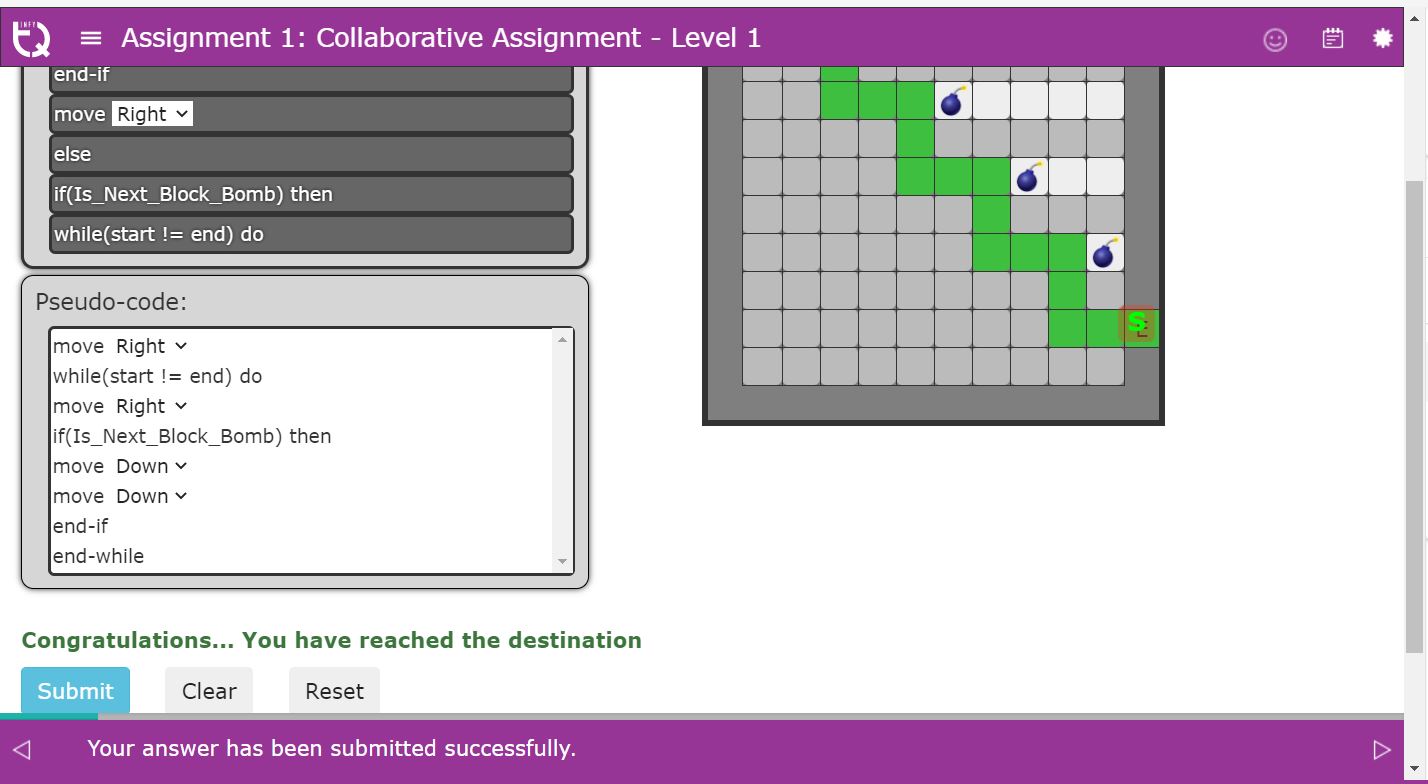 INFY
TQ
Assignment 1: Collaborative Assignment - Level 1
end-if
move Right
else
if(Is_Next_Block_Bomb) then
while(start != end) do
Pseudo-code:
move Right
while(start != end) do
move Right
if(Is_Next_Block_Bomb) then
move Down
move Down
end-if
end-while
S
E
Congratulations... You have reached the destination
Submit Clear Reset
Your answer has been submitted successfully.